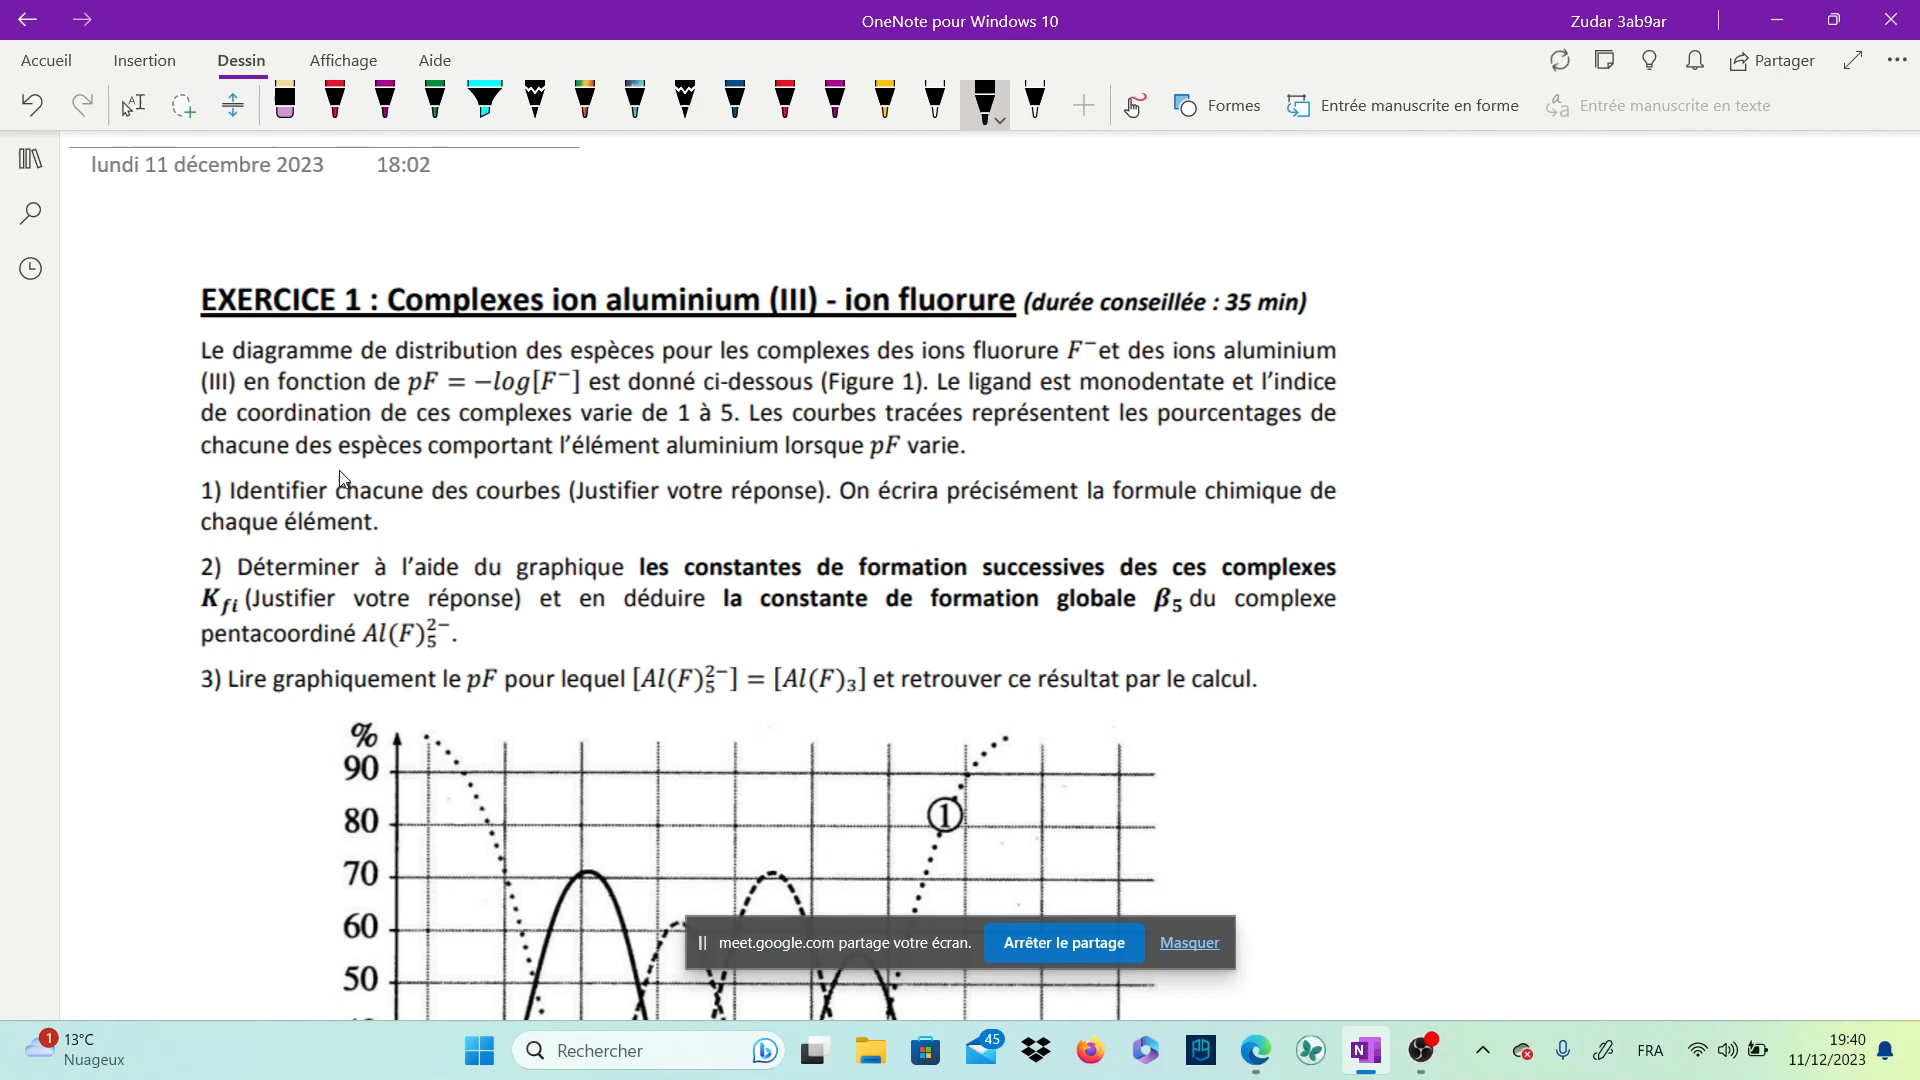 OneNote pour Windows 10
Zudar 3ab9ar
Accueil Insertion Dessin Affichage Aide
Partager
Formes Entrée manuscrite en forme Entrée manuscrite en texte
lundi 11 décembre 2023 18:02
EXERCICE 1 : Complexes ion aluminium (III) - ion fluorure (durée conseillée : 35 min)
Le diagramme de distribution des espèces pour les complexes des ions fluorure F⁻et des ions aluminium
(III) en fonction de pF = −log[F⁻] est donné ci-dessous (Figure 1). Le ligand est monodentate et l'indice
de coordination de ces complexes varie de 1 à 5. Les courbes tracées représentent les pourcentages de
chacune des espèces comportant l'élément aluminium lorsque pF varie.
1) Identifier chacune des courbes (Justifier votre réponse). On écrira précisément la formule chimique de
chaque élément.
2) Déterminer à l'aide du graphique les constantes de formation successives des ces complexes
K_fi (Justifier votre réponse) et en déduire la constante de formation globale β₅ du complexe
pentacoordiné Al(F)₅²⁻.
3) Lire graphiquement le pF pour lequel [Al(F)₅²⁻] = [Al(F)₃] et retrouver ce résultat par le calcul.
%
90
80
①
70
60
50
meet.google.com partage votre écran. Arrêter le partage Masquer
1
13°C
Nuageux
Rechercher
45
FRA
19:40
11/12/2023